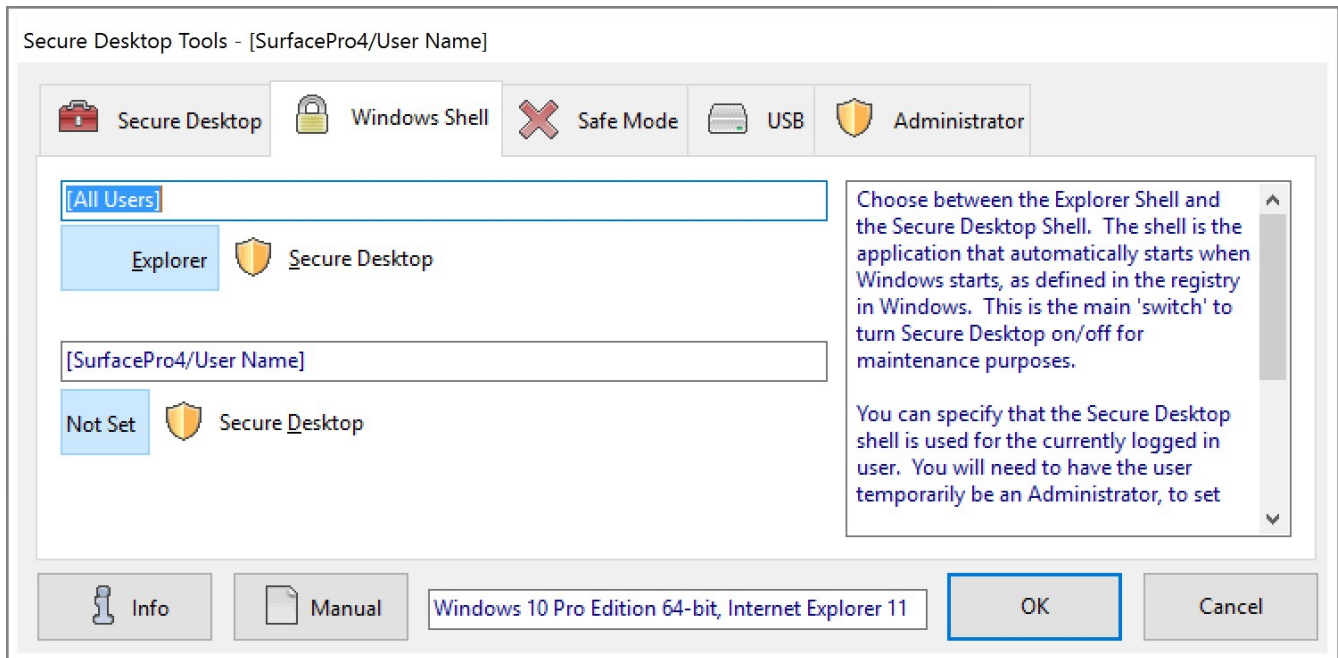 Secure Desktop Tools - [SurfacePro4/User Name]
Secure Desktop Windows Shell Safe Mode USB Administrator
[All Users]
Explorer Secure Desktop
[SurfacePro4/User Name]
Not Set Secure Desktop
Choose between the Explorer Shell and
the Secure Desktop Shell. The shell is the
application that automatically starts when
Windows starts, as defined in the registry
in Windows. This is the main 'switch' to
turn Secure Desktop on/off for
maintenance purposes.
You can specify that the Secure Desktop
shell is used for the currently logged in
user. You will need to have the user
temporarily be an Administrator, to set
Info Manual Windows 10 Pro Edition 64-bit, Internet Explorer 11 OK Cancel